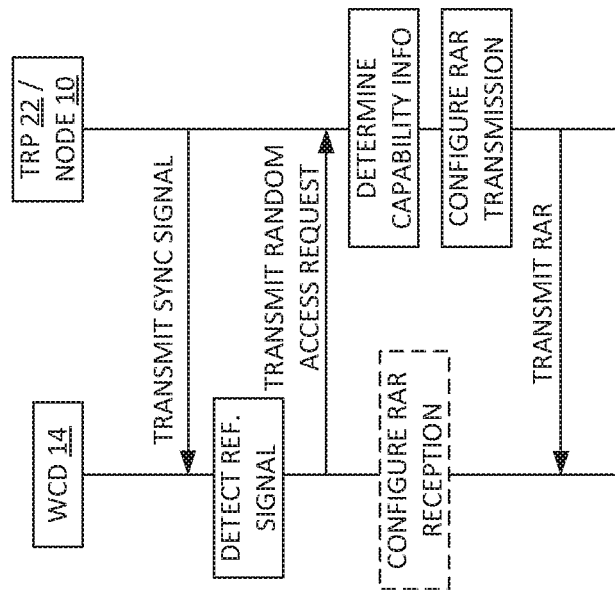 WCD 14
TRP 22 /
NODE 10
TRANSMIT SYNC SIGNAL
DETECT REF.
SIGNAL
TRANSMIT RANDOM
ACCESS REQUEST
DETERMINE
CAPABILITY INFO
CONFIGURE RAR
RECEPTION
CONFIGURE RAR
TRANSMISSION
TRANSMIT RAR